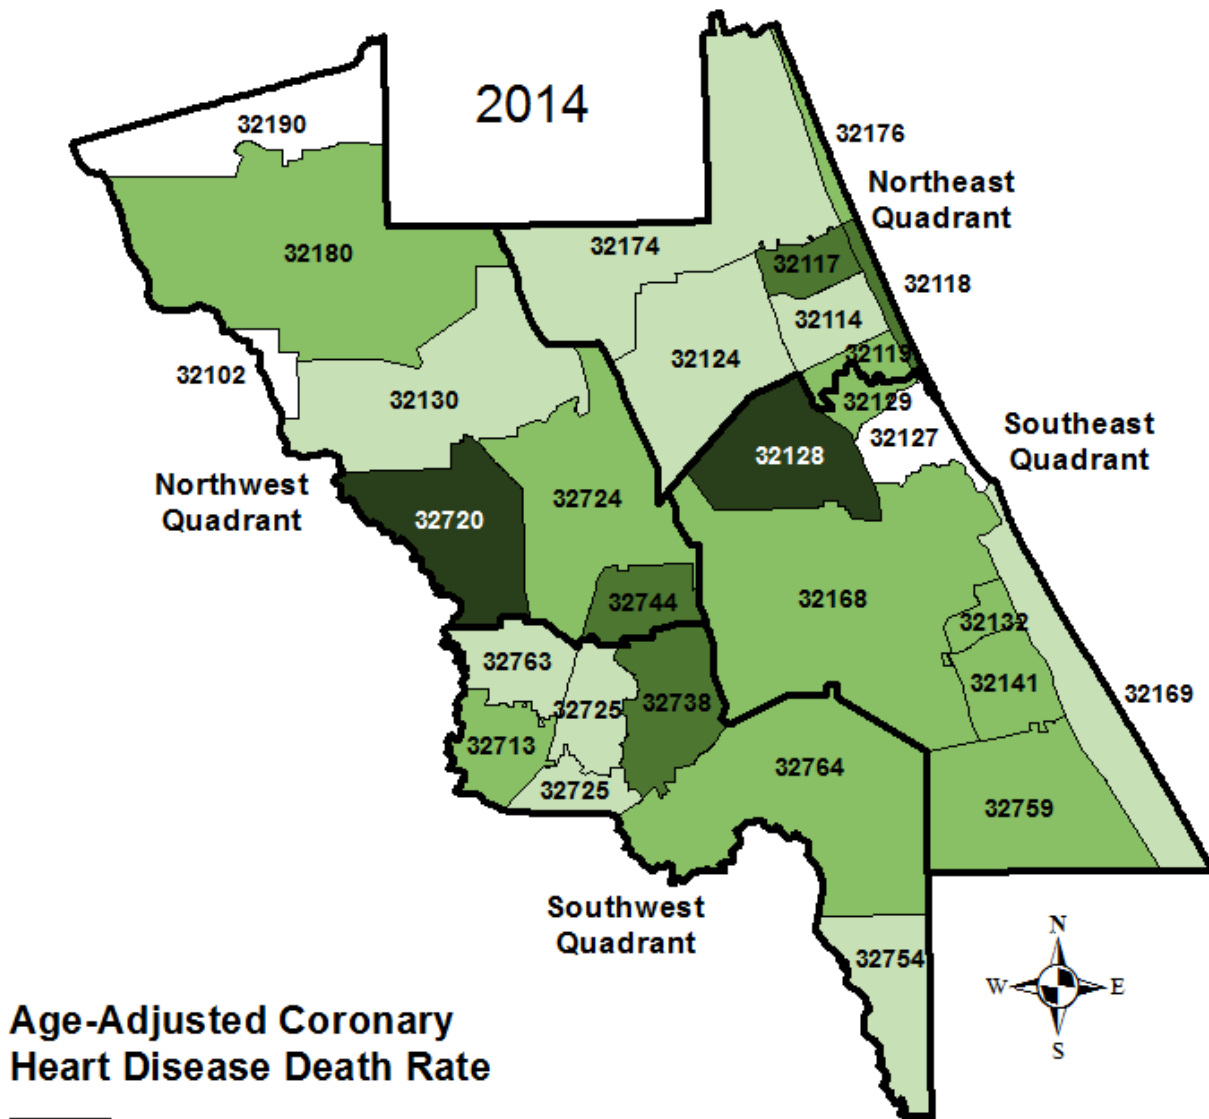 2014
32190
32176
Northeast
Quadrant
32174
32180
32117
32118
32114
32124
32119
32102
32130
32129
32127
Southeast
Quadrant
32128
Northwest
Quadrant
32724
32720
32744
32168
32132
32763
32141
32169
32725
32738
32713
32764
32725
32759
Southwest
Quadrant
N
32754
W
E
S
Age-Adjusted Coronary
Heart Disease Death Rate